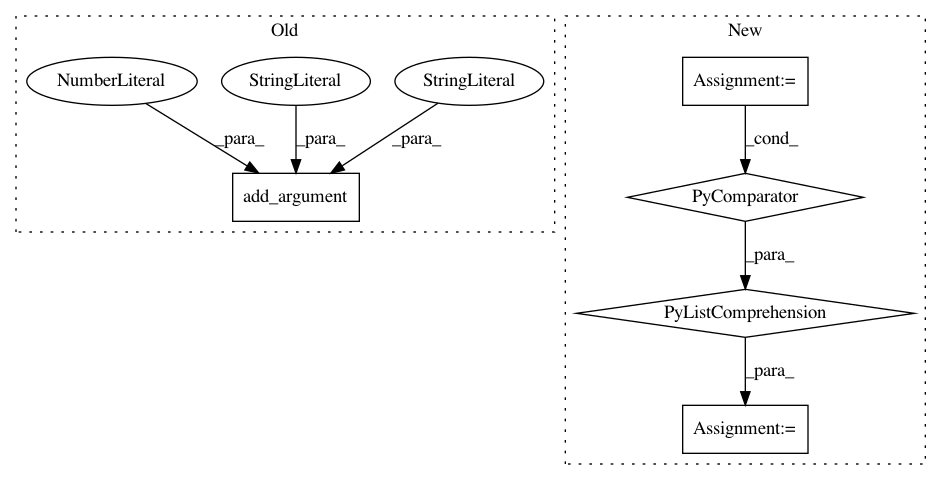 Old
New
NumberLiteral
StringLiteral
StringLiteral
Assignment:=
_para_
_para_
_para_
_cond_
add_argument
PyComparator
_para_
PyListComprehension
_para_
Assignment:=